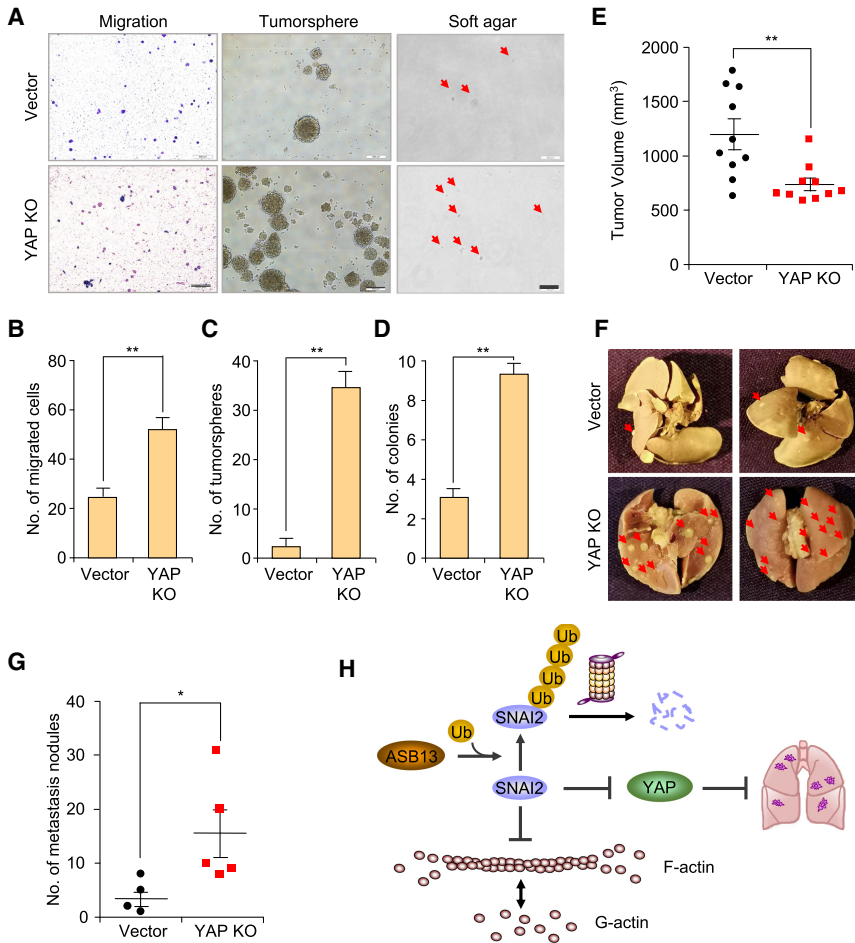 A
Migration
Tumorsphere
Soft agar
Vector
YAP KO
B
No. of migrated cells
80
60
40
20
0
**
Vector
YAP
KO
C
No. of tumorspheres
40
30
20
40
0
**
Vector
YAP
KO
D
No. of colonies
10
8
6
4
2
0
**
Vector
YAP
KO
E
Tumor Volume (mm³)
2000
1500
1000
500
0
**
Vector
YAP KO
F
Vector
YAP KO
G
No. of metastasis nodules
40
30
20
10
0
*
Vector
YAP KO
H
Ub
Ub
Ub
Ub
SNAI2
Ub
ASB13
SNAI2
YAP
F-actin
G-actin